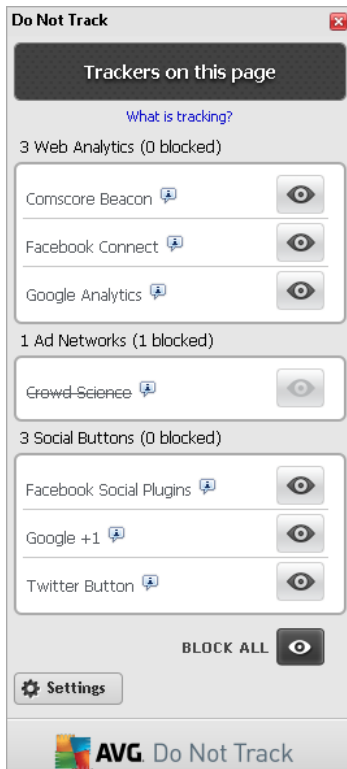 Do Not Track
Trackers on this page
What is tracking?
3 Web Analytics (0 blocked)
Comscore Beacon
Facebook Connect
Google Analytics
1 Ad Networks (1 blocked)
Crowd Science
3 Social Buttons (0 blocked)
Facebook Social Plugins
Google +1
Twitter Button
BLOCK ALL
Settings
AVG. Do Not Track